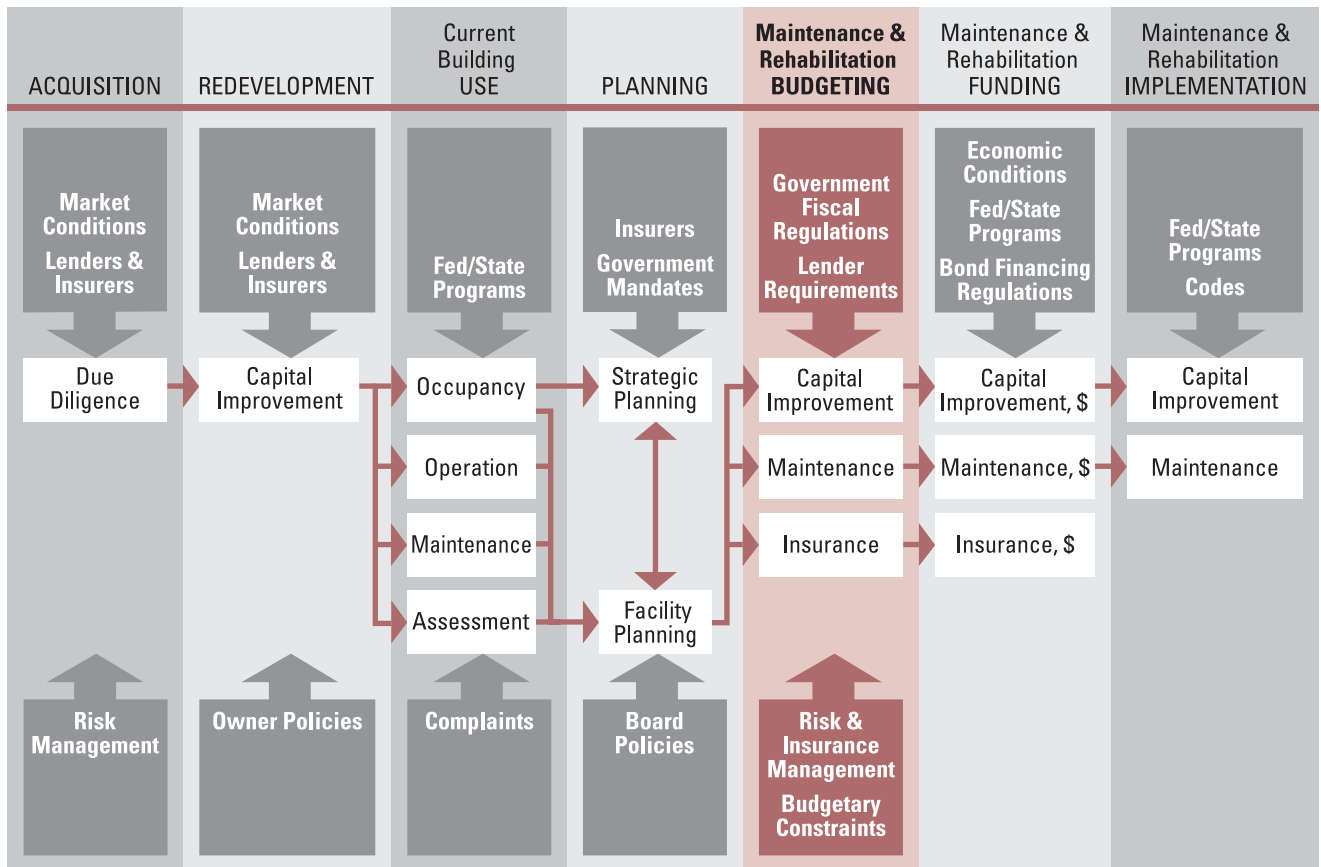 ACQUISITION
REDEVELOPMENT
Current
Building
USE
PLANNING
Maintenance &
Rehabilitation
BUDGETING
Maintenance &
Rehabilitation
FUNDING
Maintenance &
Rehabilitation
IMPLEMENTATION
Market
Conditions
Lenders &
Insurers
Market
Conditions
Lenders &
Insurers
Fed/State
Programs
Insurers
Government
Mandates
Government
Fiscal
Regulations
Lender
Requirements
Economic
Conditions
Fed/State
Programs
Bond Financing
Regulations
Fed/State
Programs
Codes
Due
Diligence
Capital
Improvement
Occupancy
Strategic
Planning
Capital
Improvement
Capital
Improvement, $
Capital
Improvement
Operation
Maintenance
Maintenance, $
Maintenance
Maintenance
Insurance
Insurance, $
Assessment
Facility
Planning
Risk
Management
Owner Policies
Complaints
Board
Policies
Risk &
Insurance
Management
Budgetary
Constraints